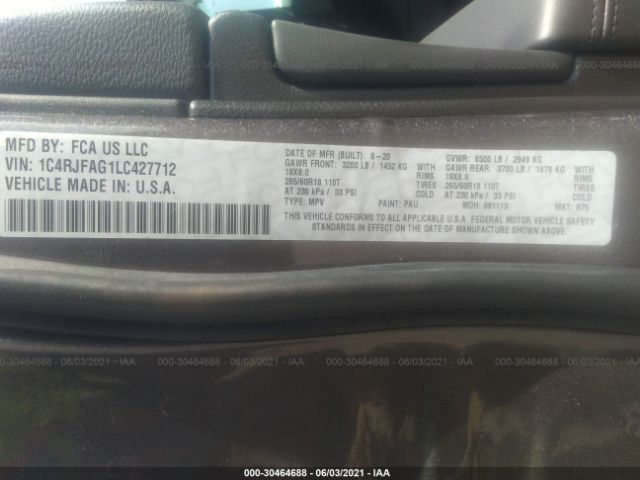 MFD BY: FCA US LLC
VIN: 1C4RJFAG1LC427712
VEHICLE MADE IN U.S.A.
DATE OF MFR (BUILT): 8-20 GVWR: 6500 LB / 2949 KG
GAWR FRONT: 3200 LB / 1452 KG WITH GAWR REAR: 3700 LB / 1679 KG WITH
18X8.0 RIMS 18X8.0 RIMS
265/60R18 110T TIRES 265/60R18 110T TIRES
AT 230 kPa / 33 PSI COLD AT 230 kPa / 33 PSI COLD
TYPE: MPV PAINT: PAU MDH: 081113 MKT: 875
THIS VEHICLE CONFORMS TO ALL APPLICABLE U.S.A. FEDERAL MOTOR VEHICLE SAFETY
STANDARDS IN EFFECT ON THE DATE OF MANUFACTURE SHOWN ABOVE.
000-30464688 - 06/03/2021 - IAA